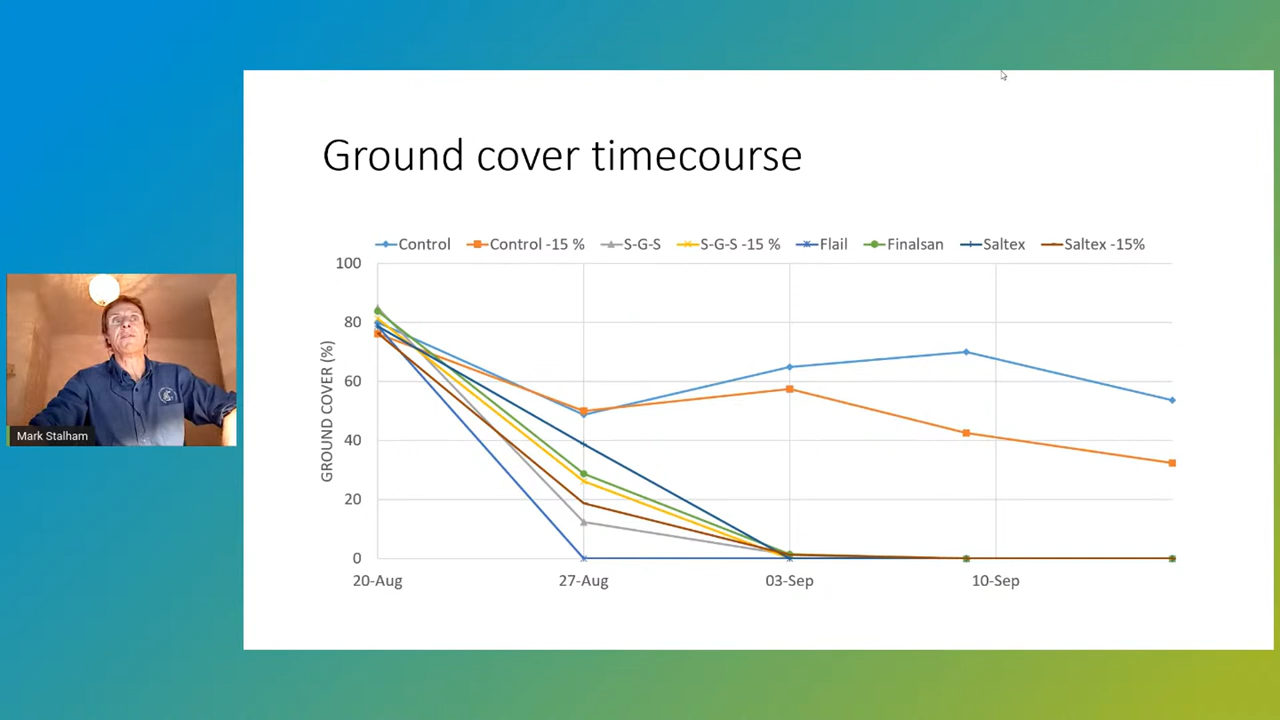 Ground cover timecourse
Control Control -15 % S-G-S S-G-S -15 % Flail Finalsan Saltex Saltex -15%
GROUND COVER (%)
100
80
60
40
20
0
20-Aug 27-Aug 03-Sep 10-Sep
Mark Stalham